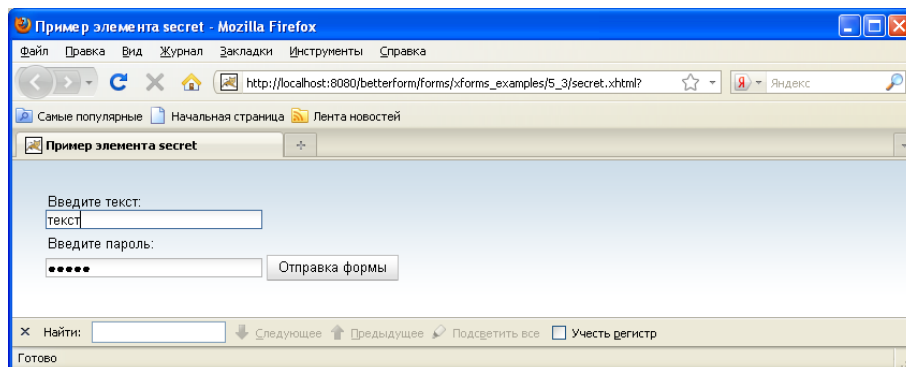 Пример элемента secret - Mozilla Firefox
Файл Правка Вид Журнал Закладки Инструменты Справка
http://localhost:8080/betterform/forms/xforms_examples/5_3/secret.xhtml? Я Яндекс
Самые популярные Начальная страница Лента новостей
Пример элемента secret
Введите текст:
текст
Введите пароль:
●●●●● Отправка формы
× Найти: Следующее Предыдущее Подсветить все Учесть регистр
Готово